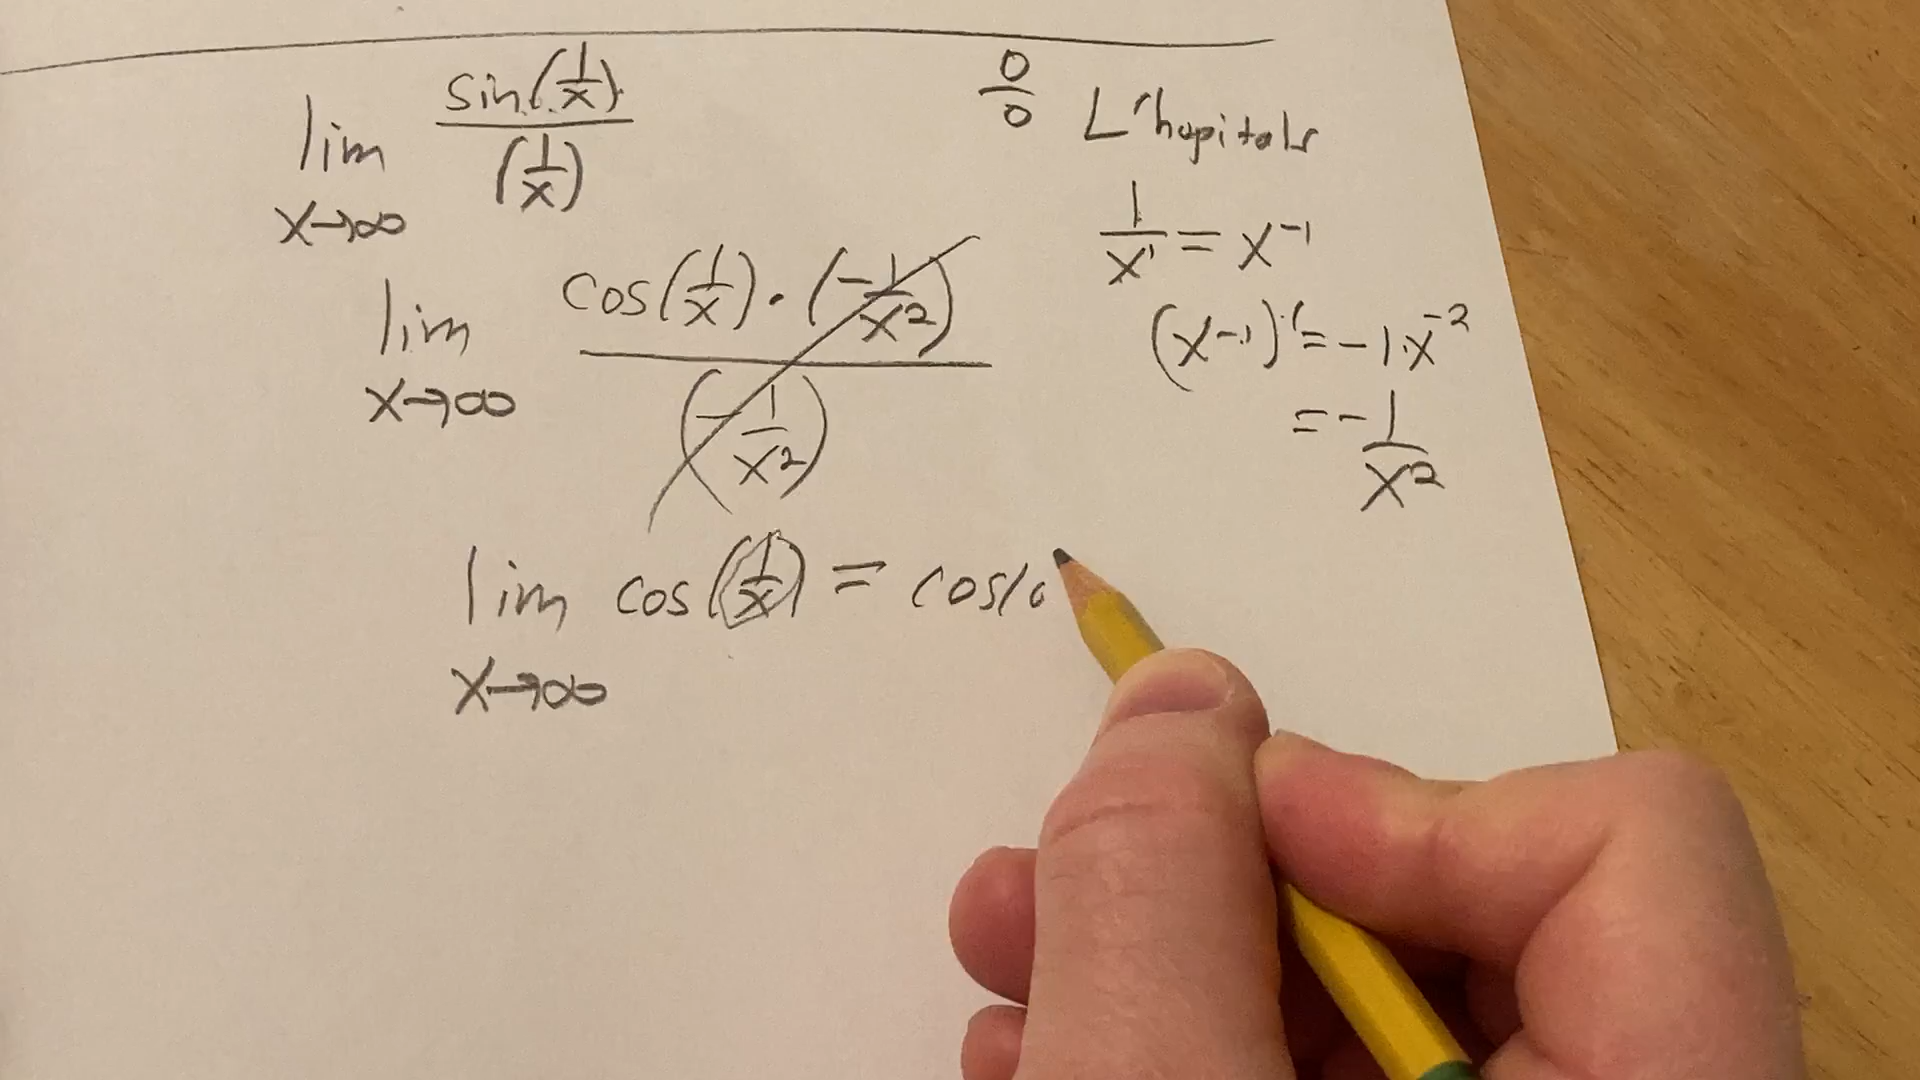 lim x→∞ sin(1/x) / (1/x)
0/0 L'hopitals
1/x¹ = x⁻¹
lim x→∞ cos(1/x) · (-1/x²) / (-1/x²)
(x⁻¹)' = -1·x⁻²
= -1/x²
lim x→∞ cos(1/x) = cos(0